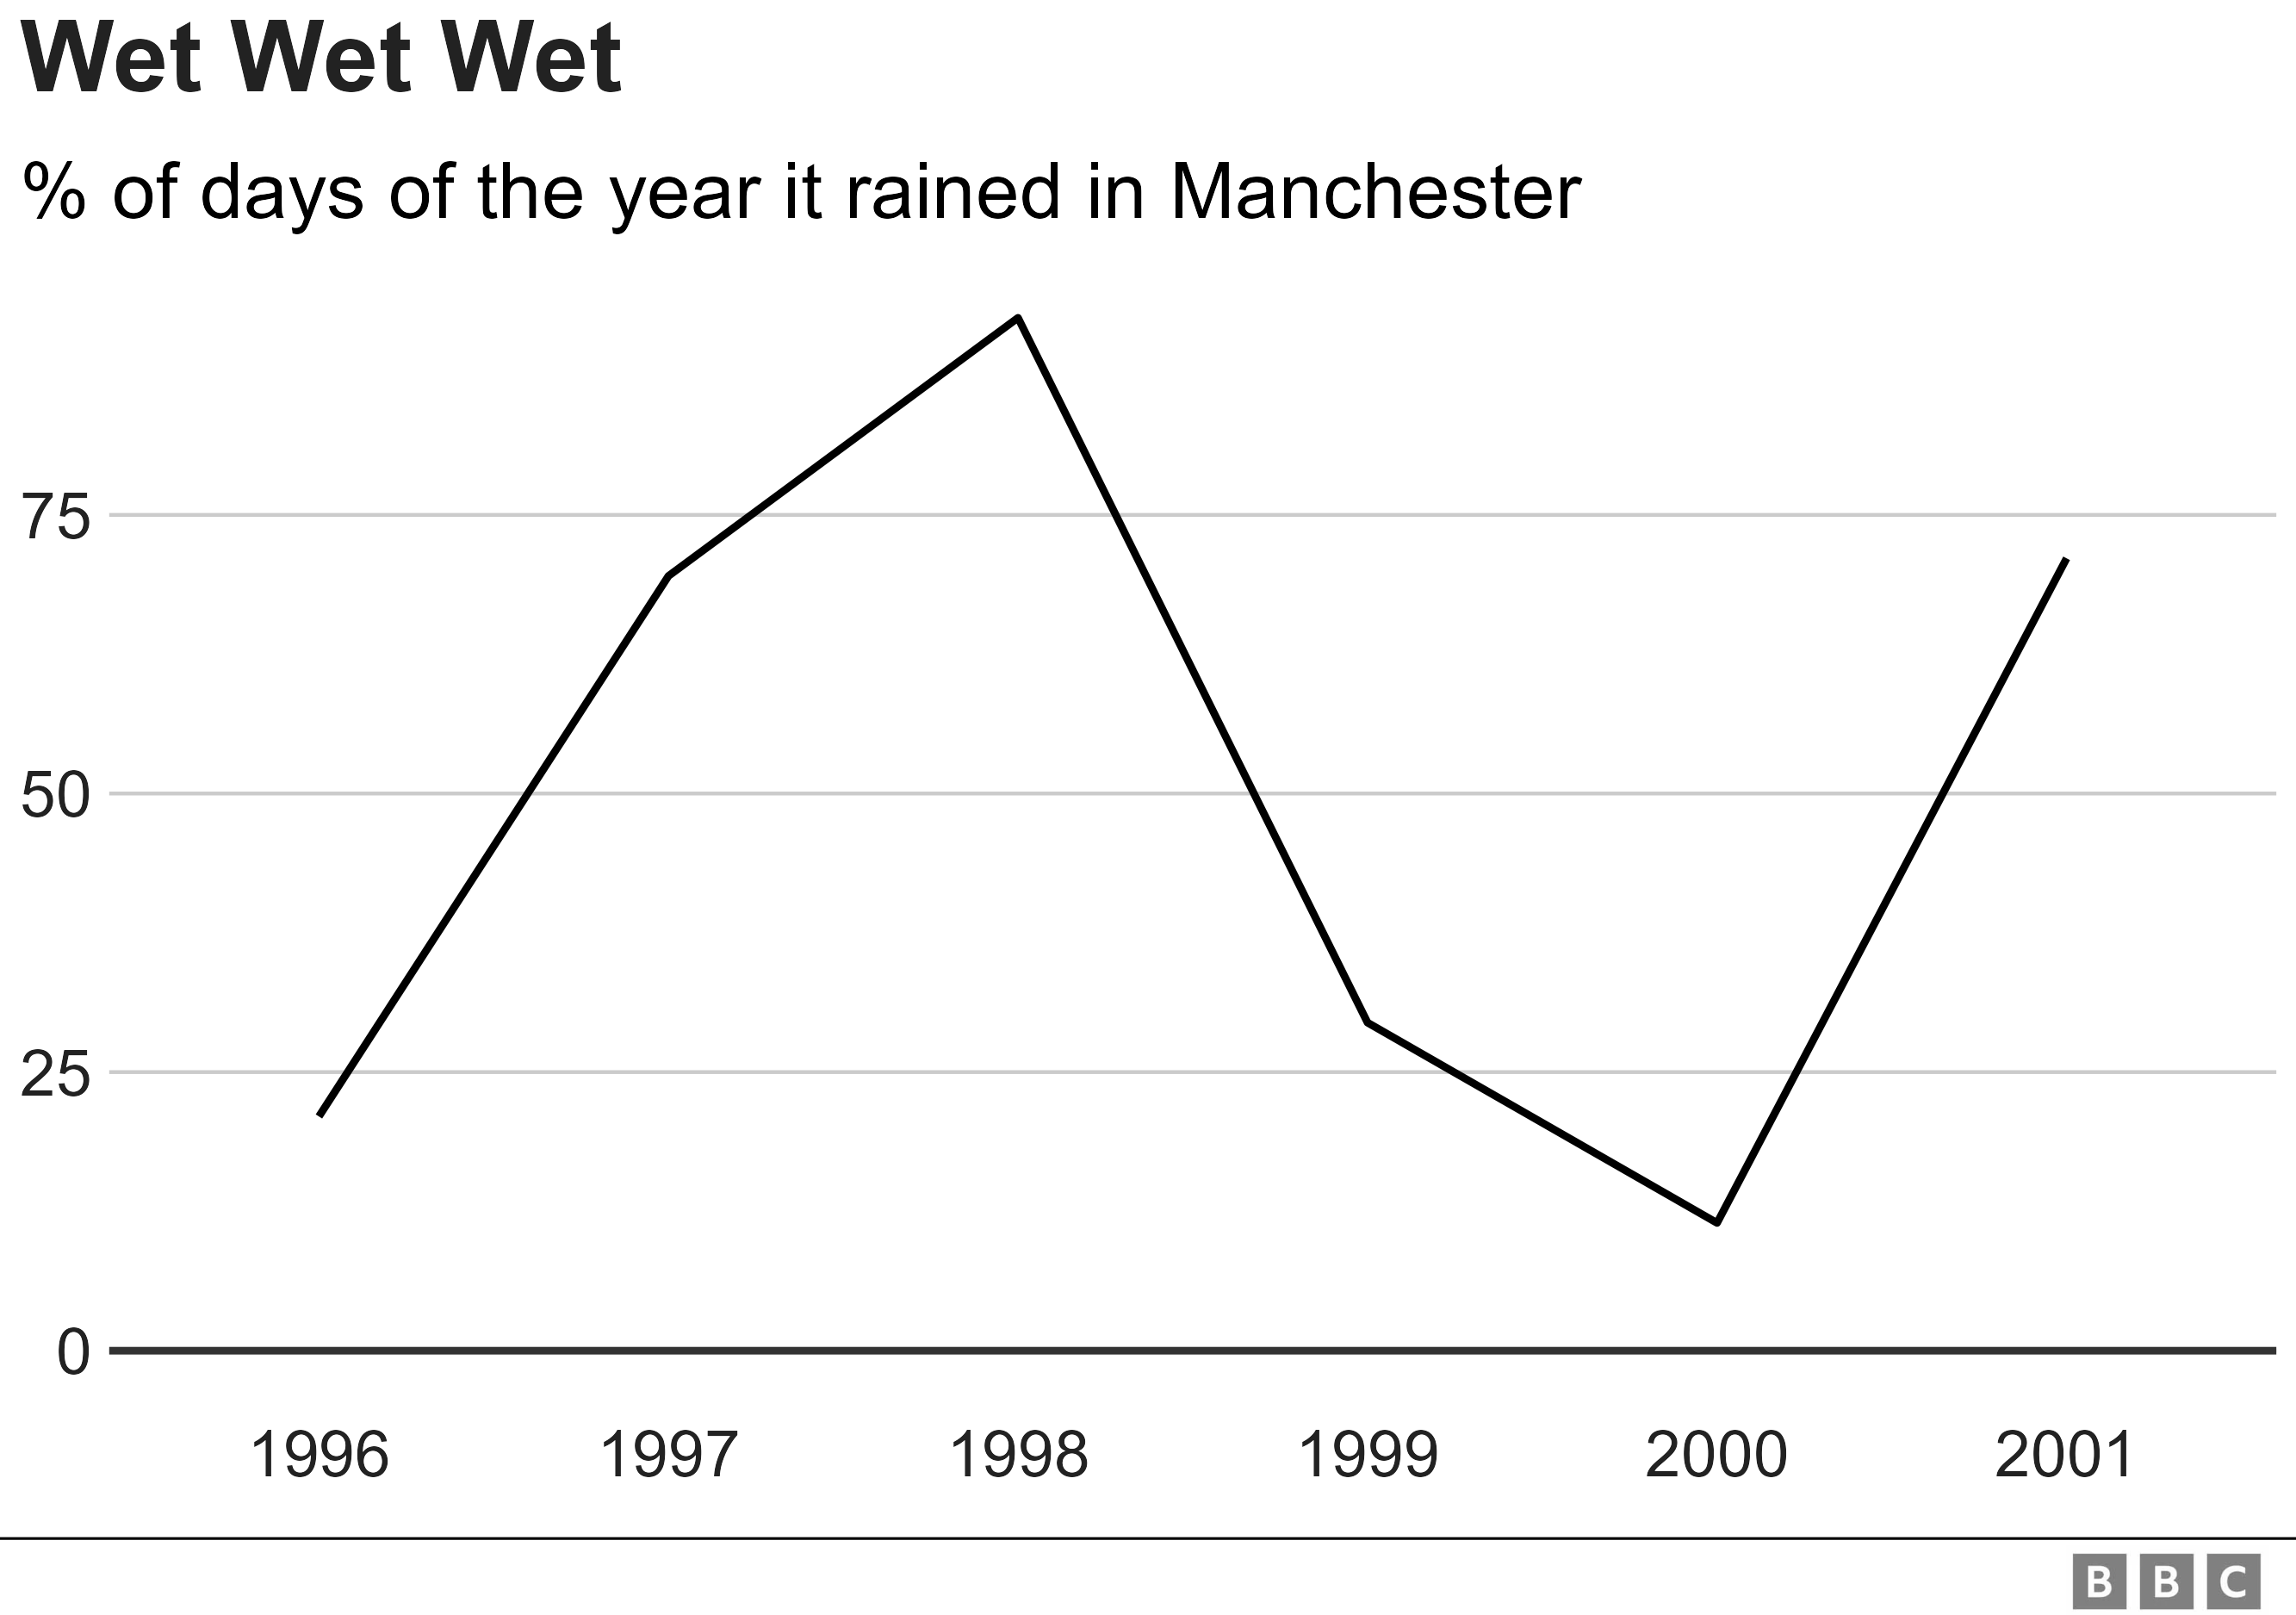 Wet Wet Wet
% of days of the year it rained in Manchester
75
50
25
0
1996 1997 1998 1999 2000 2001
BBC